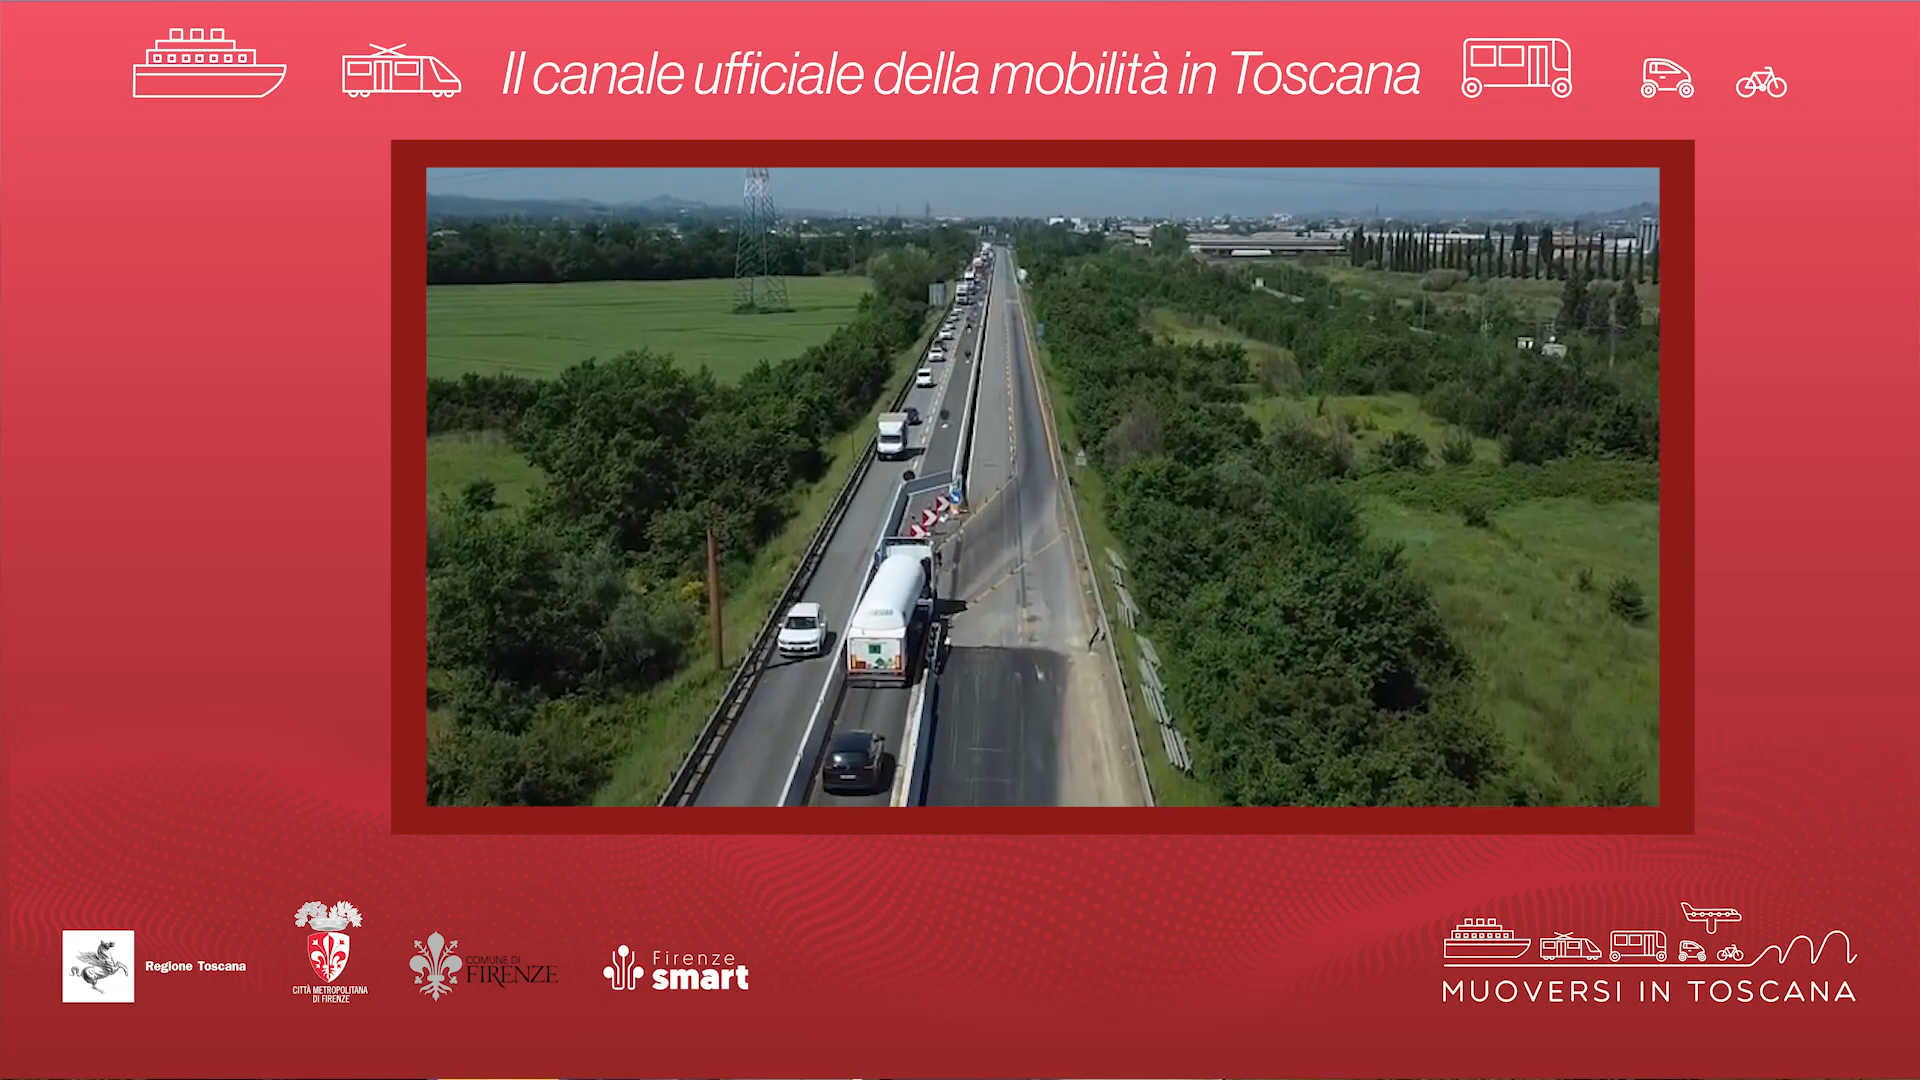 Il canale ufficiale della mobilità in Toscana
Regione Toscana
CITTÀ METROPOLITANA
DI FIRENZE
COMUNE DI
FIRENZE
Firenze
smart
MUOVERSI IN TOSCANA